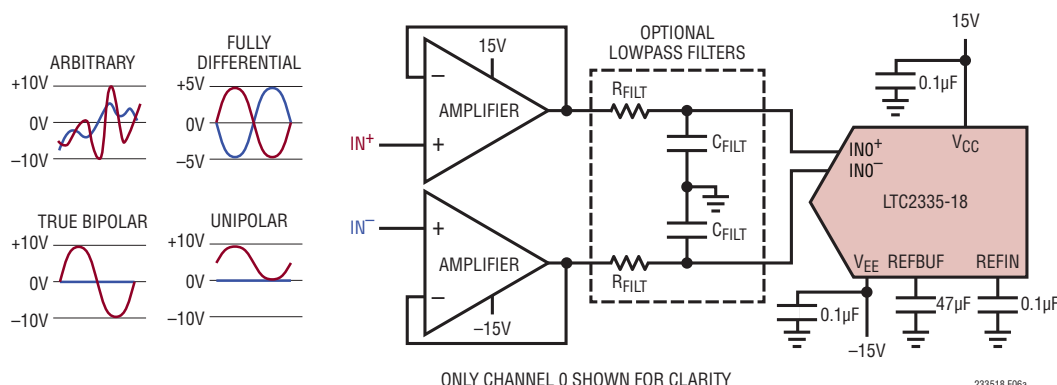 ARBITRARY
+10V
0V
–10V
FULLY
DIFFERENTIAL
+5V
0V
–5V
TRUE BIPOLAR
+10V
0V
–10V
UNIPOLAR
+10V
0V
–10V
15V
–
AMPLIFIER
IN+
+
IN–
+
AMPLIFIER
–
–15V
OPTIONAL
LOWPASS FILTERS
RFILT
CFILT
CFILT
RFILT
15V
0.1µF
VCC
IN0+
IN0–
LTC2335-18
VEE
REFBUF
REFIN
0.1µF
47µF
0.1µF
–15V
ONLY CHANNEL 0 SHOWN FOR CLARITY
233518 F06a